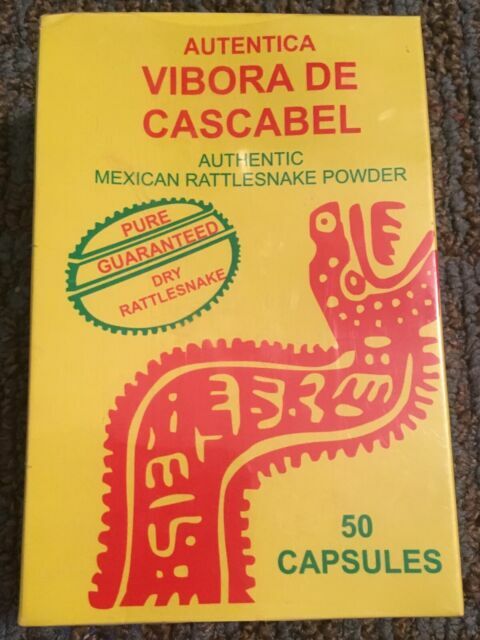 AUTENTICA
VIBORA DE
CASCABEL
AUTHENTIC
MEXICAN RATTLESNAKE POWDER
PURE
GUARANTEED
DRY
RATTLESNAKE
50
CAPSULES